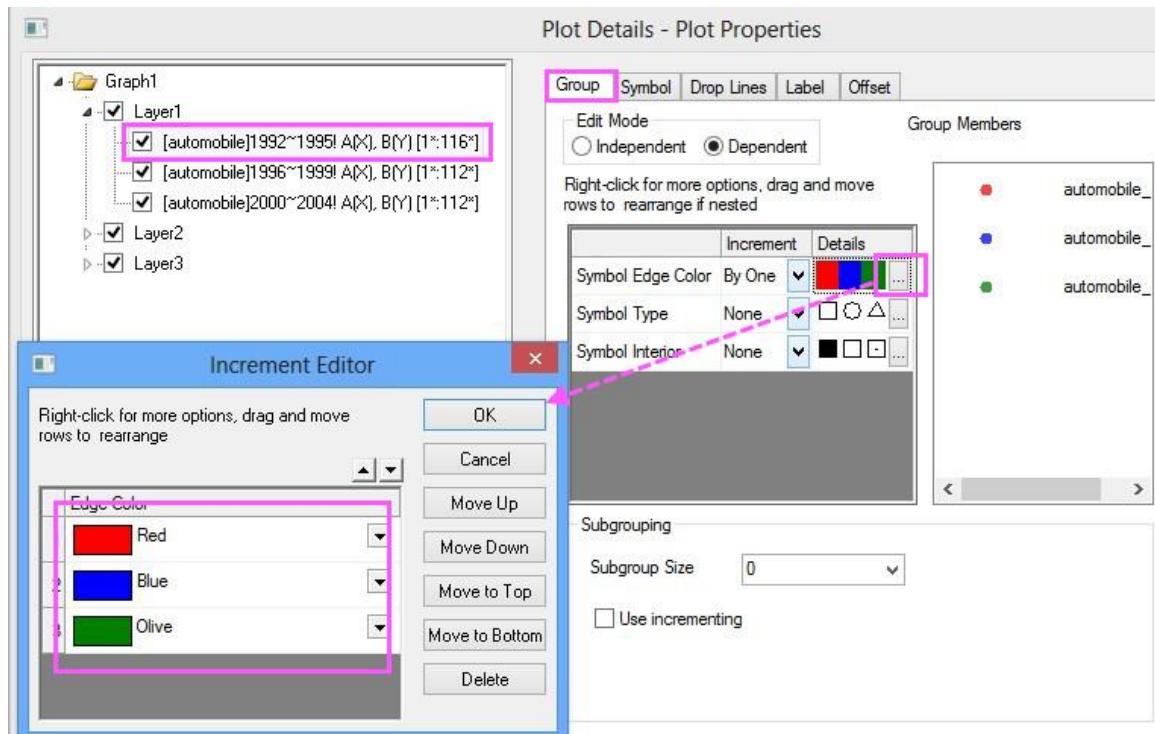 Plot Details - Plot Properties
Graph1
Layer1
[automobile]1992~1995! A(X), B(Y) [1*:116*]
[automobile]1996~1999! A(X), B(Y) [1*:112*]
[automobile]2000~2004! A(X), B(Y) [1*:112*]
Layer2
Layer3
Group Symbol Drop Lines Label Offset
Edit Mode
Independent Dependent
Group Members
Right-click for more options, drag and move
rows to rearrange if nested
Increment Details
Symbol Edge Color By One ...
Symbol Type None ...
Symbol Interior None ...
automobile_
automobile_
automobile_
Subgrouping
Subgroup Size 0
Use incrementing
Increment Editor
Right-click for more options, drag and move
rows to rearrange
Edge Color
Red
2 Blue
3 Olive
OK
Cancel
Move Up
Move Down
Move to Top
Move to Bottom
Delete